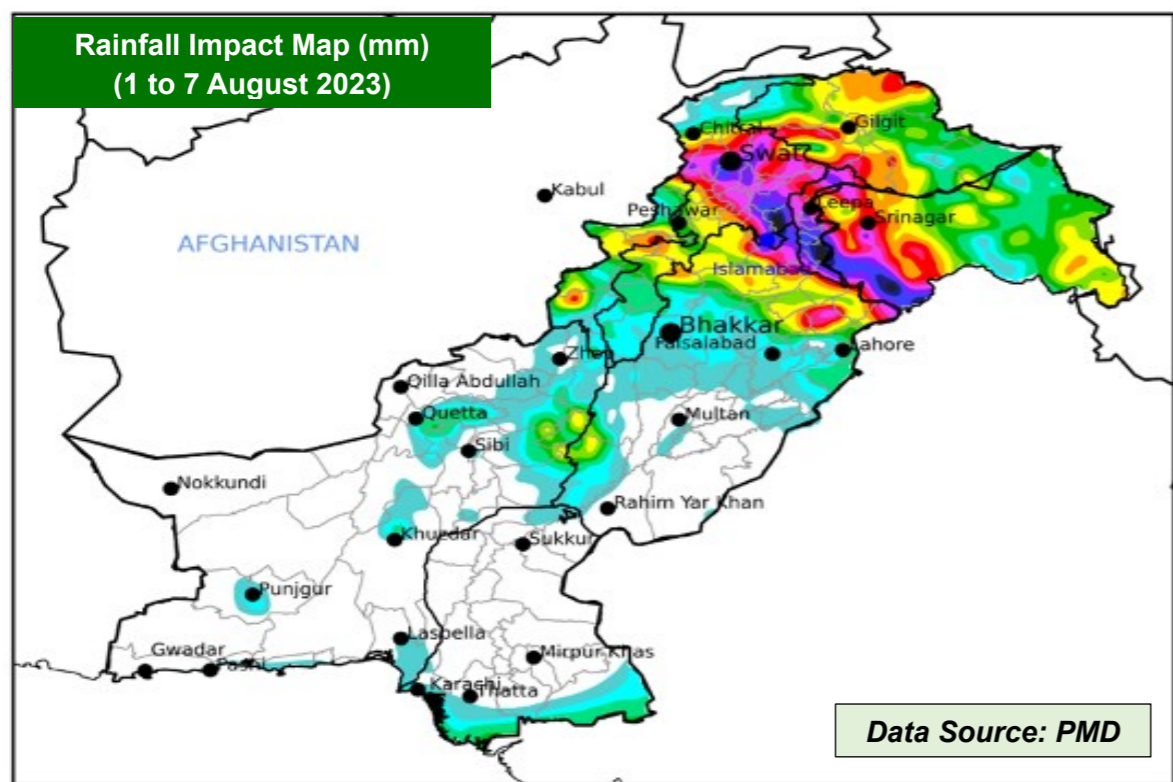 Rainfall Impact Map (mm)
(1 to 7 August 2023)
Chitral
Gilgit
Swat
Kabul
Leepa
Peshawar
Srinagar
AFGHANISTAN
Islamabad
Bhakkar
Faisalabad
Lahore
Zhob
Qilla Abdullah
Quetta
Multan
Sibi
Nokkundi
Rahim Yar Khan
Khuzdar
Sukkur
Punjgur
Lasbella
Gwadar
Mirpur Khas
Pasni
Karachi
Thatta
Data Source: PMD